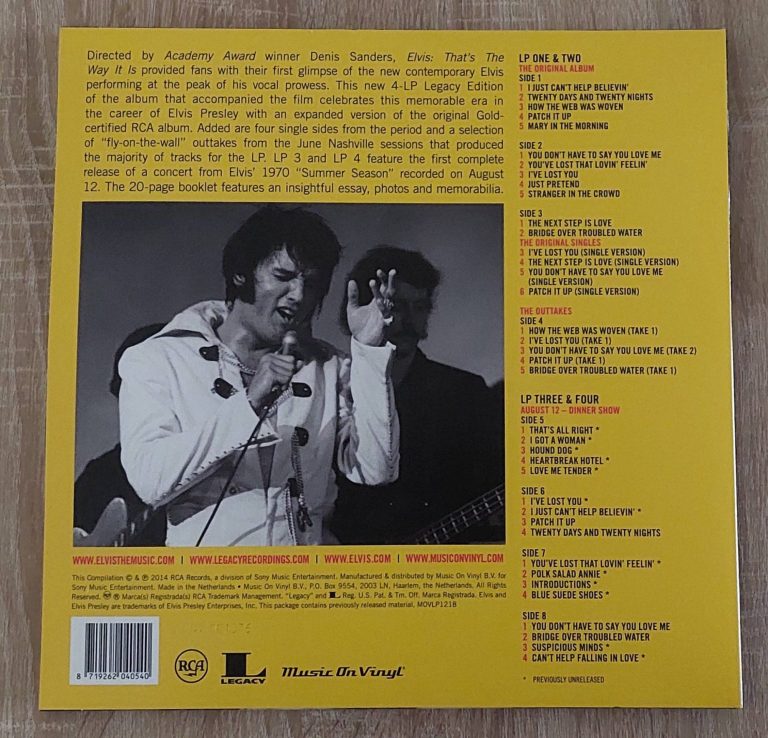 Directed by Academy Award winner Denis Sanders, Elvis: That's The
Way It Is provided fans with their first glimpse of the new contemporary Elvis
performing at the peak of his vocal prowess. This new 4-LP Legacy Edition
of the album that accompanied the film celebrates this memorable era in
the career of Elvis Presley with an expanded version of the original Gold-
certified RCA album. Added are four single sides from the period and a selection
of "fly-on-the-wall" outtakes from the June Nashville sessions that produced
the majority of tracks for the LP. LP 3 and LP 4 feature the first complete
release of a concert from Elvis' 1970 "Summer Season" recorded on August
12. The 20-page booklet features an insightful essay, photos and memorabilia.
WWW.ELVISTHEMUSIC.COM | WWW.LEGACYRECORDINGS.COM | WWW.ELVIS.COM | WWW.MUSICONVINYL.COM
This Compilation © & ℗ 2014 RCA Records, a division of Sony Music Entertainment. Manufactured & distributed by Music On Vinyl B.V. for
Sony Music Entertainment. Made in the Netherlands • Music On Vinyl B.V., P.O. Box 9554, 2003 LN, Haarlem, the Netherlands. All Rights
Reserved. ® Marca(s) Registrada(s) RCA Trademark Management. "Legacy" and L Reg. U.S. Pat. & Tm. Off. Marca Registrada. Elvis and
Elvis Presley are trademarks of Elvis Presley Enterprises, Inc. This package contains previously released material. MOVLP1218
8 719262 040540
RCA
L
LEGACY
Music On Vinyl
LP ONE & TWO
THE ORIGINAL ALBUM
SIDE 1
1 I JUST CAN'T HELP BELIEVIN'
2 TWENTY DAYS AND TWENTY NIGHTS
3 HOW THE WEB WAS WOVEN
4 PATCH IT UP
5 MARY IN THE MORNING
SIDE 2
1 YOU DON'T HAVE TO SAY YOU LOVE ME
2 YOU'VE LOST THAT LOVIN' FEELIN'
3 I'VE LOST YOU
4 JUST PRETEND
5 STRANGER IN THE CROWD
SIDE 3
1 THE NEXT STEP IS LOVE
2 BRIDGE OVER TROUBLED WATER
THE ORIGINAL SINGLES
3 I'VE LOST YOU (SINGLE VERSION)
4 THE NEXT STEP IS LOVE (SINGLE VERSION)
5 YOU DON'T HAVE TO SAY YOU LOVE ME
(SINGLE VERSION)
6 PATCH IT UP (SINGLE VERSION)
THE OUTTAKES
SIDE 4
1 HOW THE WEB WAS WOVEN (TAKE 1)
2 I'VE LOST YOU (TAKE 1)
3 YOU DON'T HAVE TO SAY YOU LOVE ME (TAKE 2)
4 PATCH IT UP (TAKE 1)
5 BRIDGE OVER TROUBLED WATER (TAKE 1)
LP THREE & FOUR
AUGUST 12 – DINNER SHOW
SIDE 5
1 THAT'S ALL RIGHT *
2 I GOT A WOMAN *
3 HOUND DOG *
4 HEARTBREAK HOTEL *
5 LOVE ME TENDER *
SIDE 6
1 I'VE LOST YOU *
2 I JUST CAN'T HELP BELIEVIN' *
3 PATCH IT UP
4 TWENTY DAYS AND TWENTY NIGHTS
SIDE 7
1 YOU'VE LOST THAT LOVIN' FEELIN' *
2 POLK SALAD ANNIE *
3 INTRODUCTIONS *
4 BLUE SUEDE SHOES *
SIDE 8
1 YOU DON'T HAVE TO SAY YOU LOVE ME
2 BRIDGE OVER TROUBLED WATER
3 SUSPICIOUS MINDS *
4 CAN'T HELP FALLING IN LOVE *
* PREVIOUSLY UNRELEASED